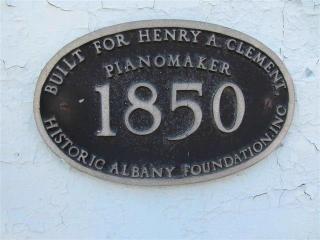 BUILT FOR HENRY A. CLEMENT,
PIANOMAKER
1850
HISTORIC ALBANY FOUNDATION, INC